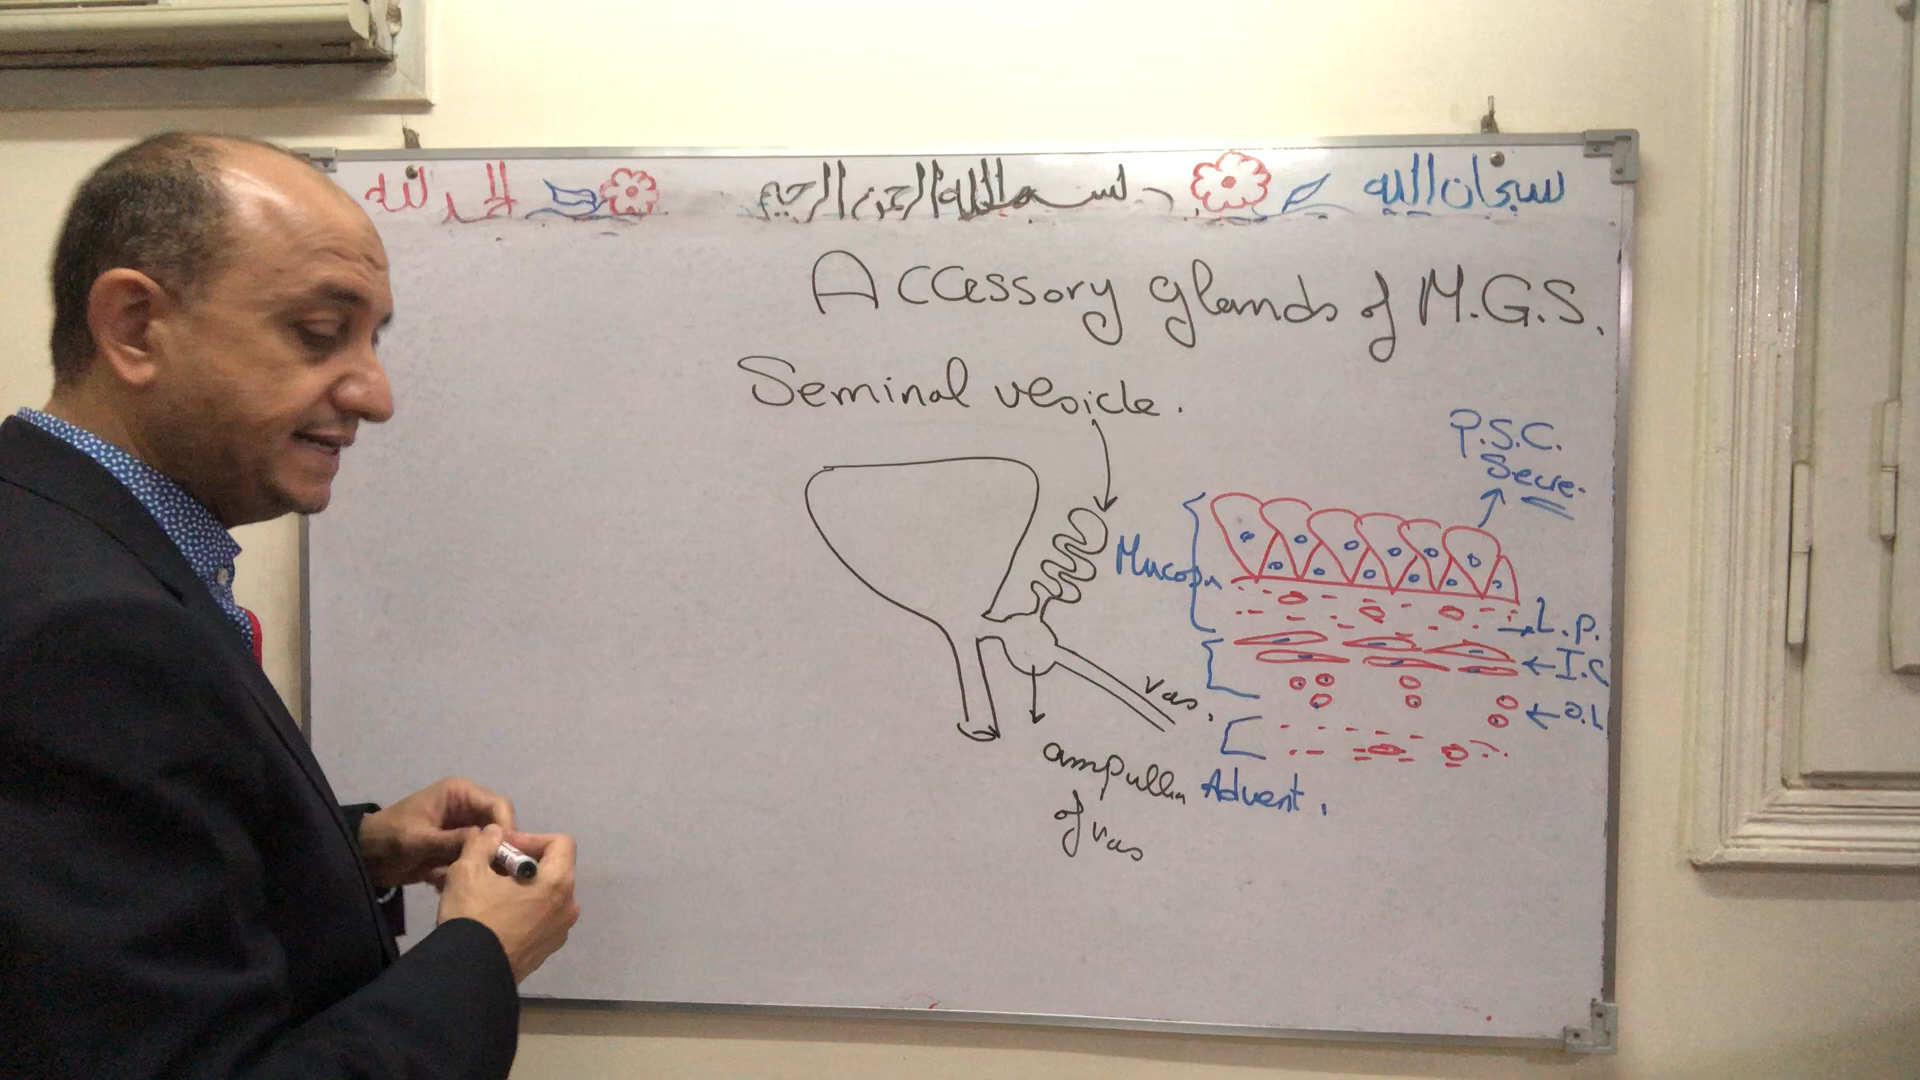 سبحان الله بسم الله الرحمن الرحيم الحمد لله
Accessory glands of M.G.S.
Seminal vesicle.
P.S.C.
Secre.
Mucosa
L.P.
I.C
O.L
vas.
ampulla
of vas
Advent.